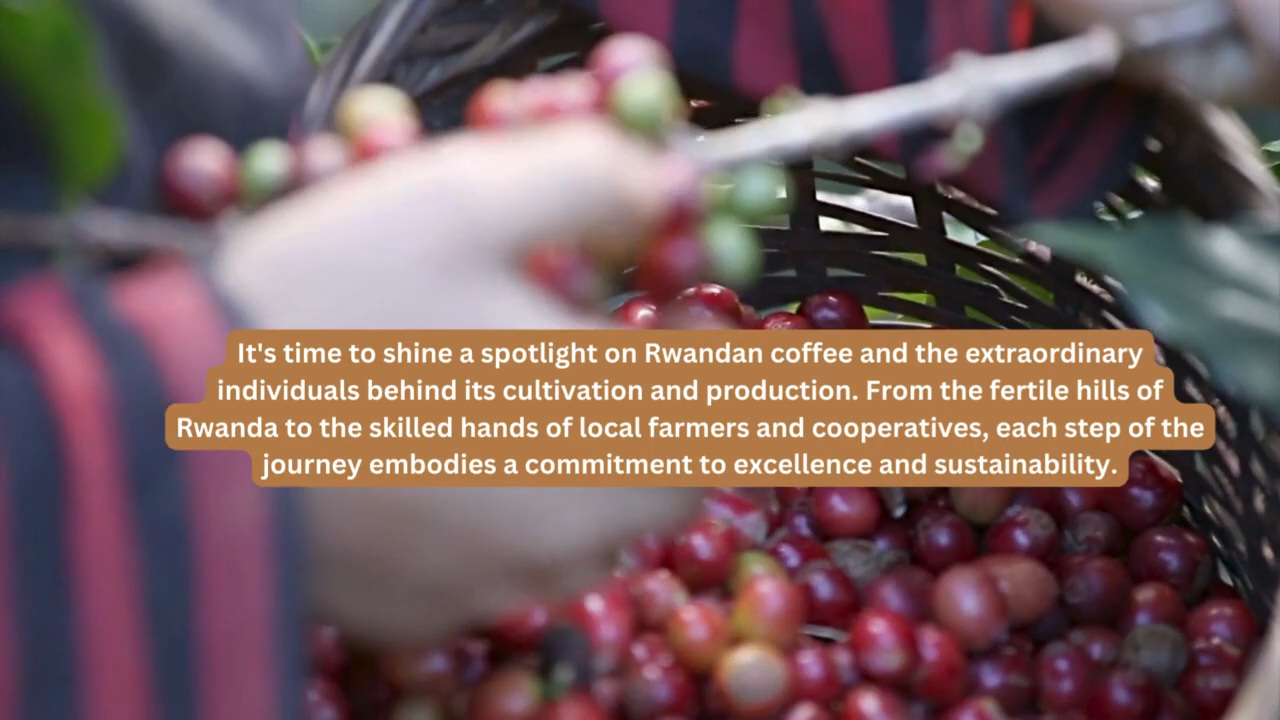 It's time to shine a spotlight on Rwandan coffee and the extraordinary
individuals behind its cultivation and production. From the fertile hills of
Rwanda to the skilled hands of local farmers and cooperatives, each step of the
journey embodies a commitment to excellence and sustainability.